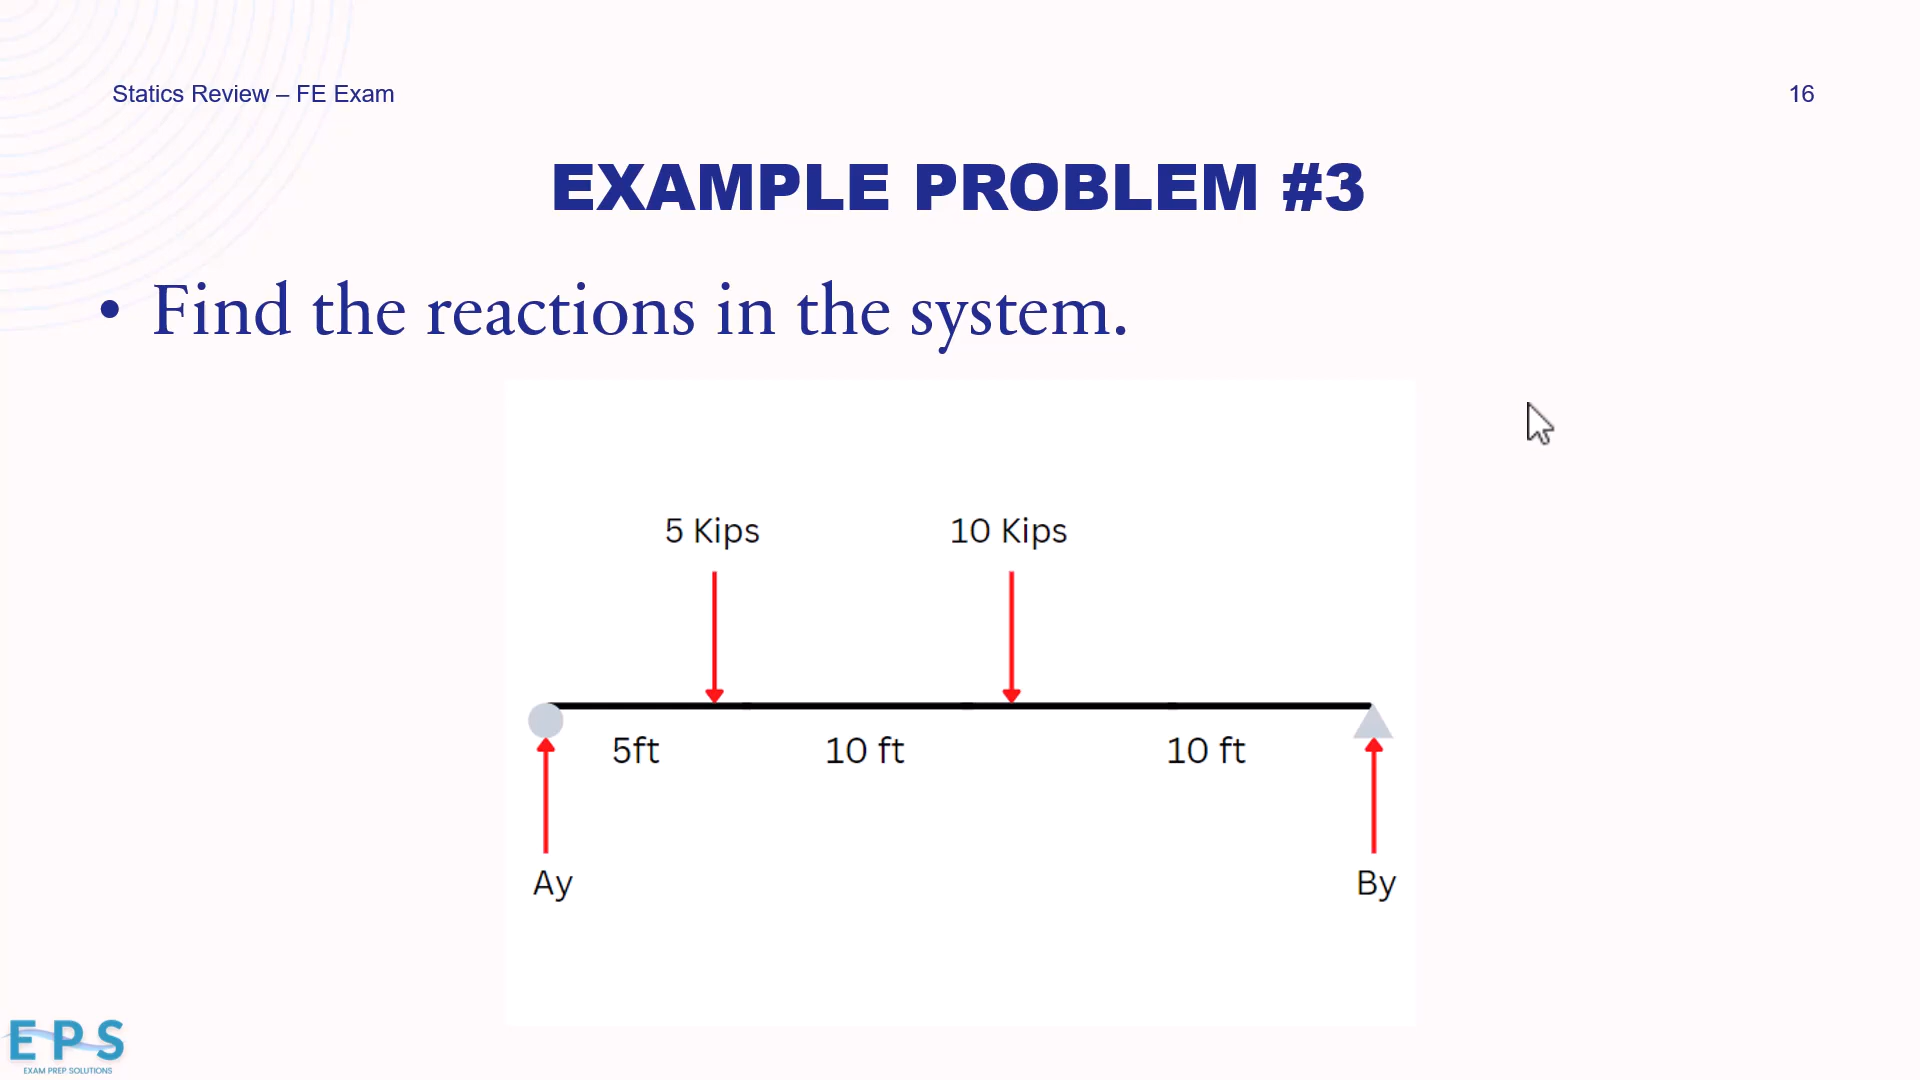 Statics Review – FE Exam
16
EXAMPLE PROBLEM #3
• Find the reactions in the system.
5 Kips
10 Kips
5ft
10 ft
10 ft
Ay
By
EPS
EXAM PREP SOLUTIONS